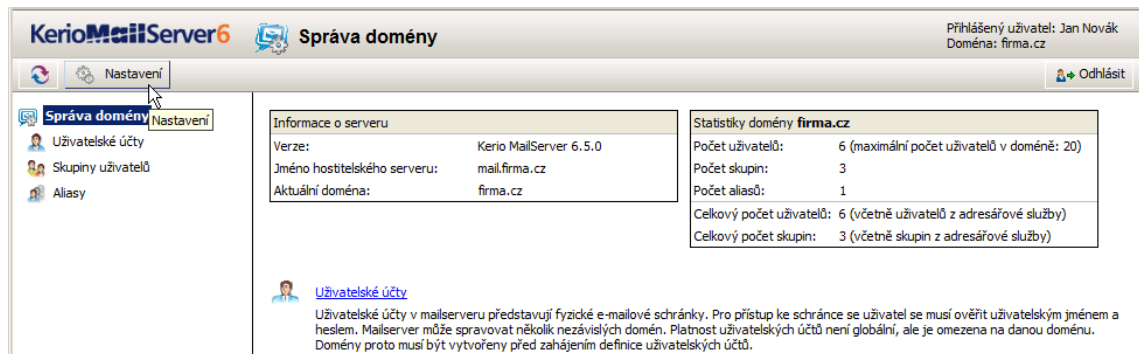 KerioMailServer6
Správa domény
Přihlášený uživatel: Jan Novák
Doména: firma.cz
Nastavení
Odhlásit
Správa domény
Nastavení
Uživatelské účty
Skupiny uživatelů
Aliasy
Informace o serveru
Verze: Kerio MailServer 6.5.0
Jméno hostitelského serveru: mail.firma.cz
Aktuální doména: firma.cz
Statistiky domény firma.cz
Počet uživatelů: 6 (maximální počet uživatelů v doméně: 20)
Počet skupin: 3
Počet aliasů: 1
Celkový počet uživatelů: 6 (včetně uživatelů z adresářové služby)
Celkový počet skupin: 3 (včetně skupin z adresářové služby)
Uživatelské účty
Uživatelské účty v mailserveru představují fyzické e-mailové schránky. Pro přístup ke schránce se uživatel se musí ověřit uživatelským jménem a
heslem. Mailserver může spravovat několik nezávislých domén. Platnost uživatelských účtů není globální, ale je omezena na danou doménu.
Domény proto musí být vytvořeny před zahájením definice uživatelských účtů.